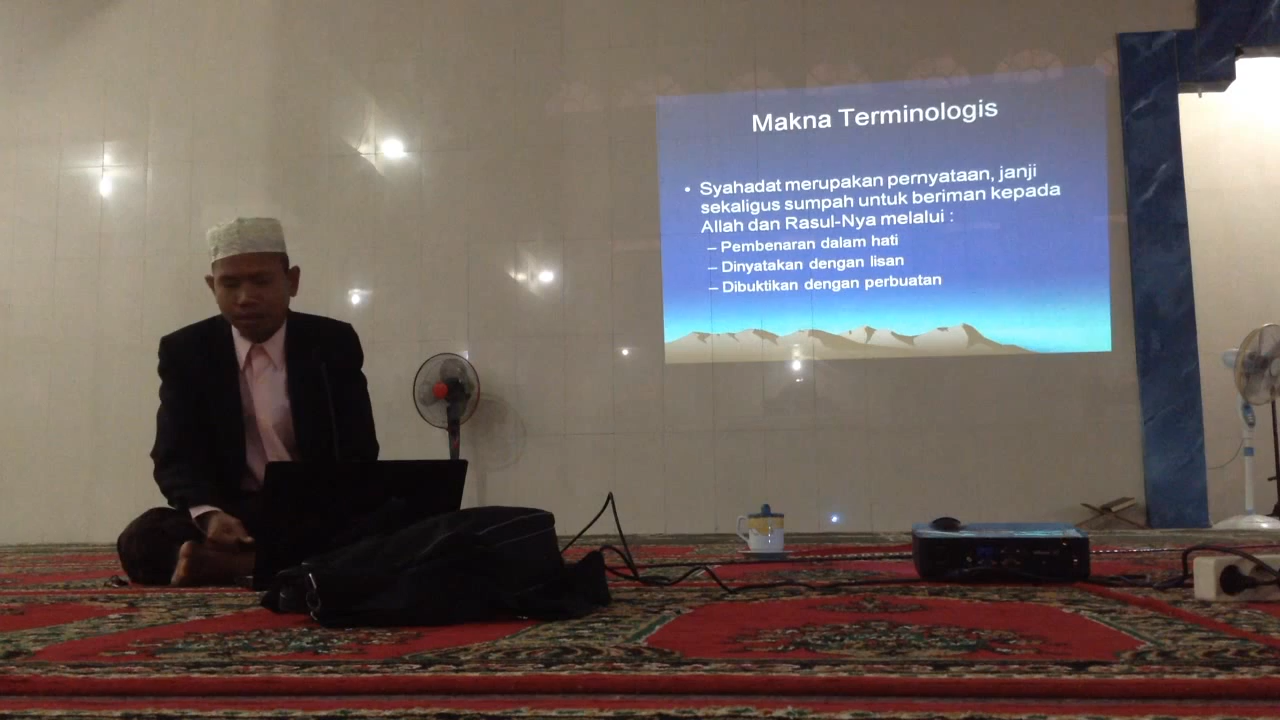 Makna Terminologis
• Syahadat merupakan pernyataan, janji
sekaligus sumpah untuk beriman kepada
Allah dan Rasul-Nya melalui :
– Pembenaran dalam hati
– Dinyatakan dengan lisan
– Dibuktikan dengan perbuatan